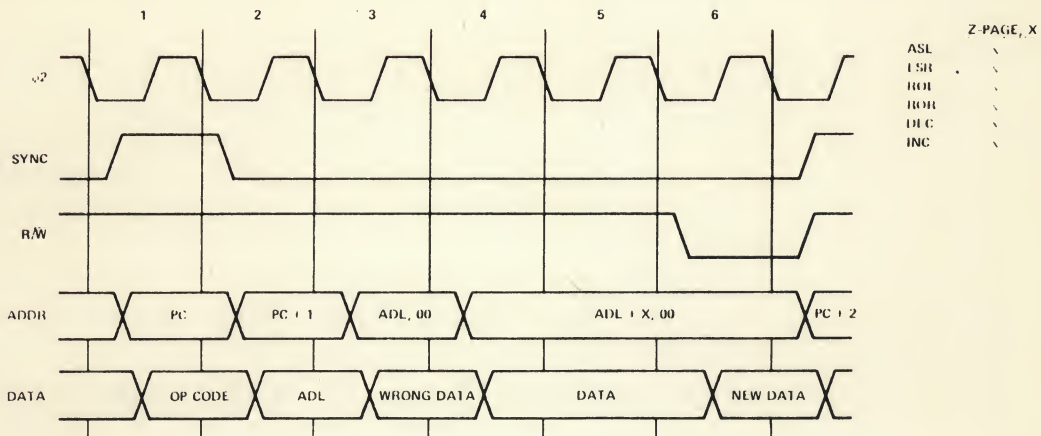 1 2 3 4 5 6
Z-PAGE, X
ASL
LSR
ROL
ROR
DEC
INC
φ2
SYNC
R/W
ADDR
PC
PC + 1
ADL, 00
ADL + X, 00
PC + 2
DATA
OP CODE
ADL
WRONG DATA
DATA
NEW DATA